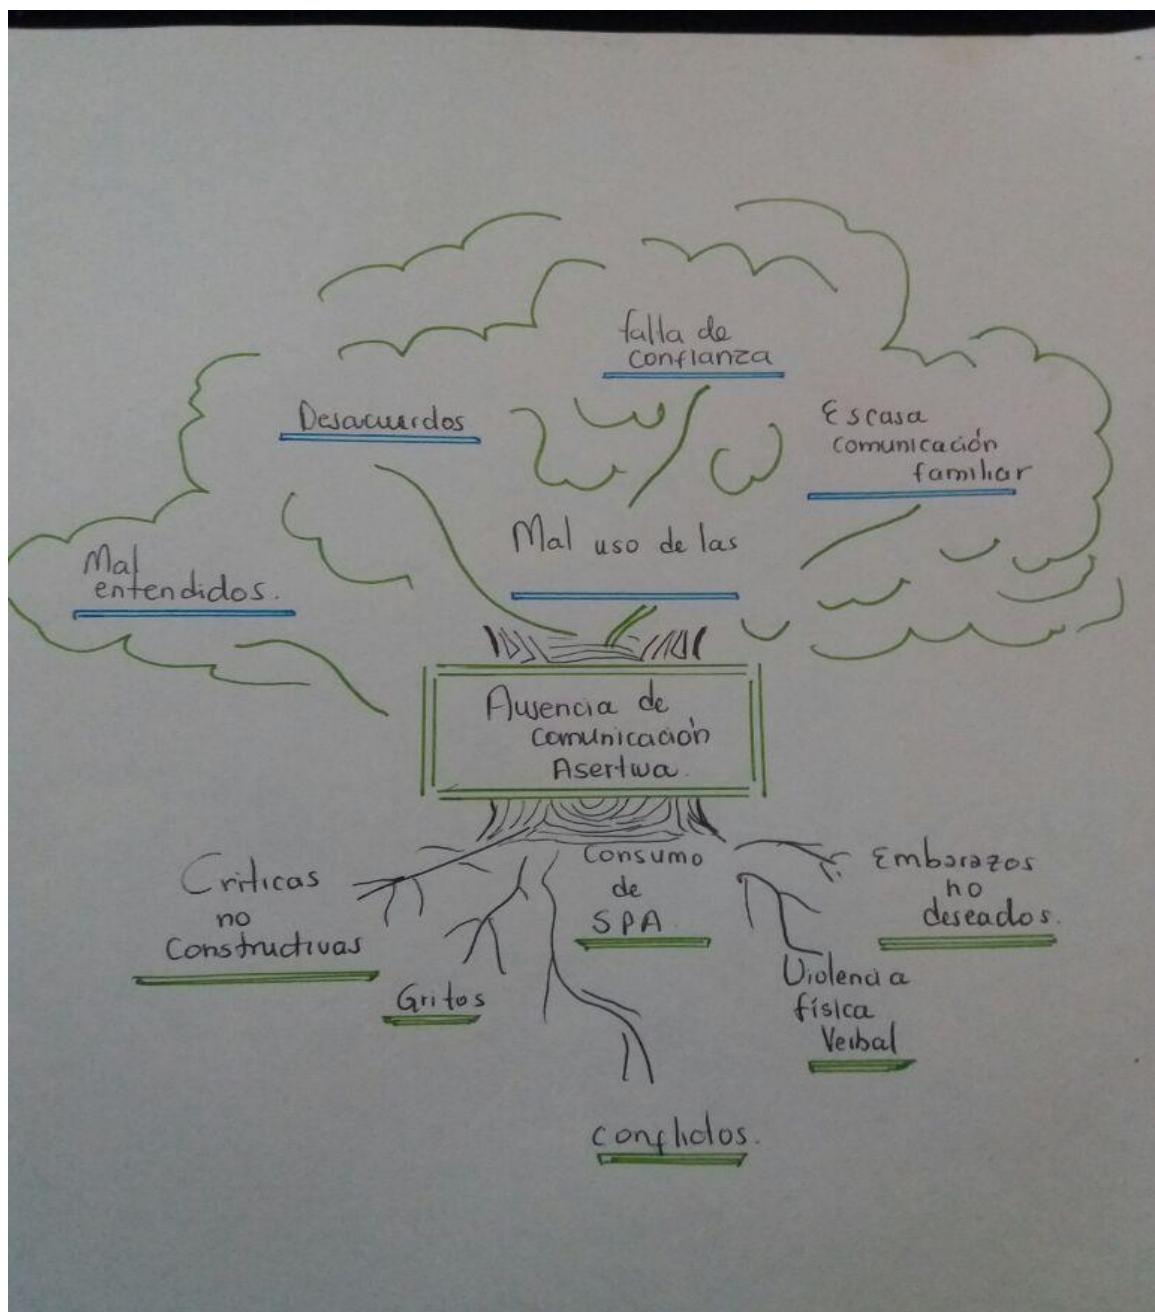 falta de
confianza
Desacuerdos
Escasa
comunicación
familiar
Mal uso de las
Mal
entendidos.
Ausencia de
comunicación
Asertiva.
Consumo
de
SPA.
Embarazos
no
deseados.
Criticas
no
Constructivas
Gritos
Violencia
física
Verbal
Conflictos.